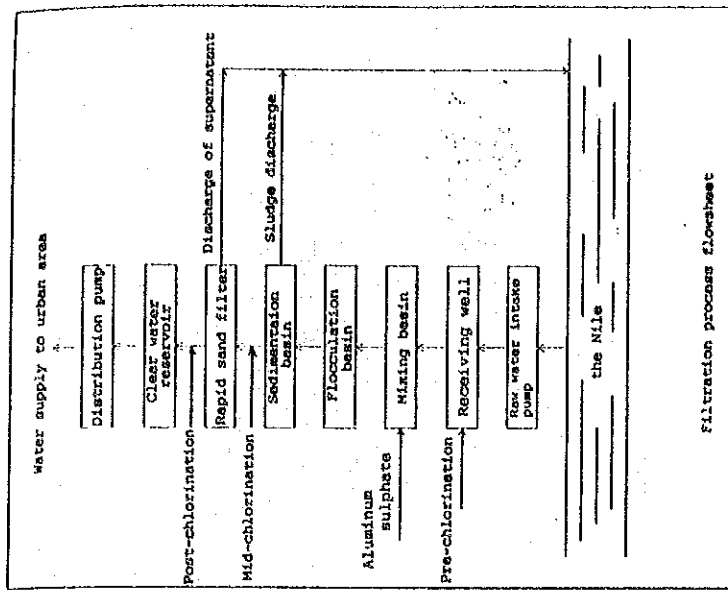 Water supply to urban area
Distribution pump
Clear water
reservoir
Post-chlorination
Rapid sand filter
Discharge of supernatant
Mid-chlorination
Sedimentaion
basin
Sludge discharge
Flocculation
basin
Aluminum
sulphate
Mixing basin
Pre-chlorination
Receiving well
Raw water intake
pump
the Nile
Filtration process flowsheet